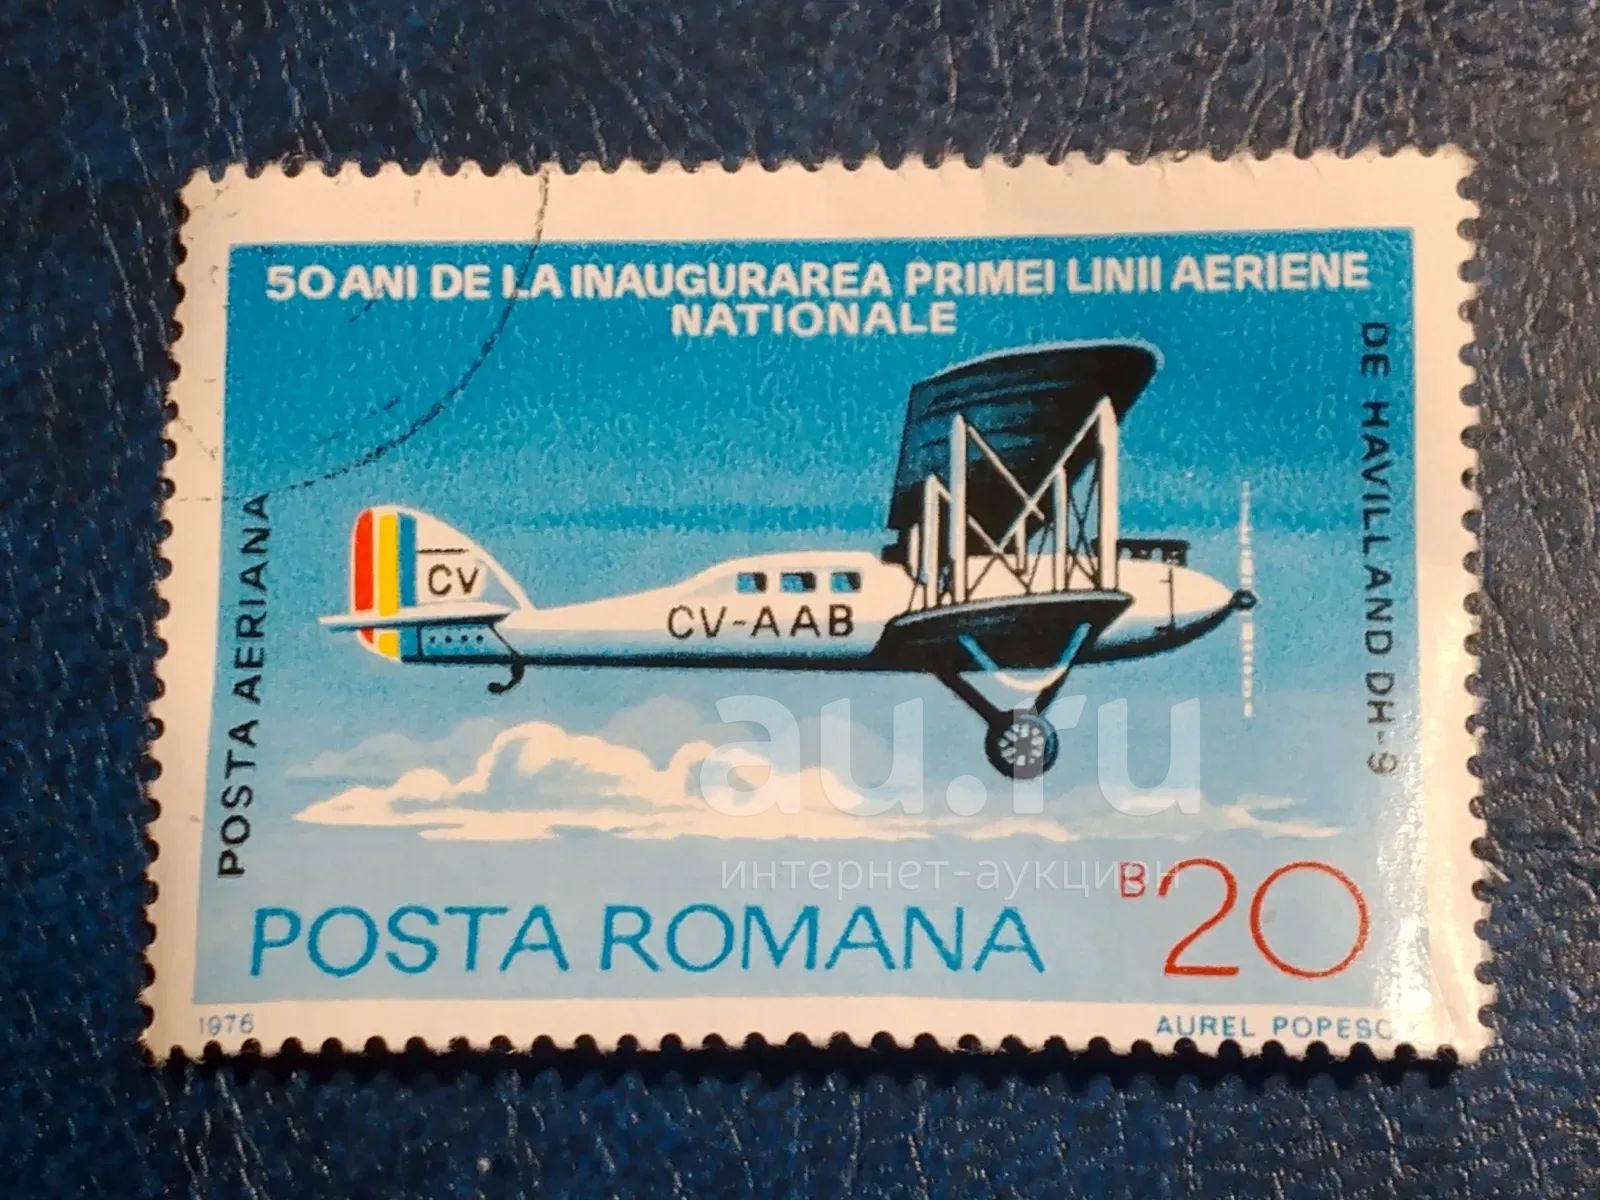 50 ANI DE LA INAUGURAREA PRIMEI LINII AERIENE
NATIONALE
DE HAVILLAND DH-9
POSTA AERIANA
CV
CV-AAB
au.ru
интернет-аукцион
B20
POSTA ROMANA
1976
AUREL POPESC